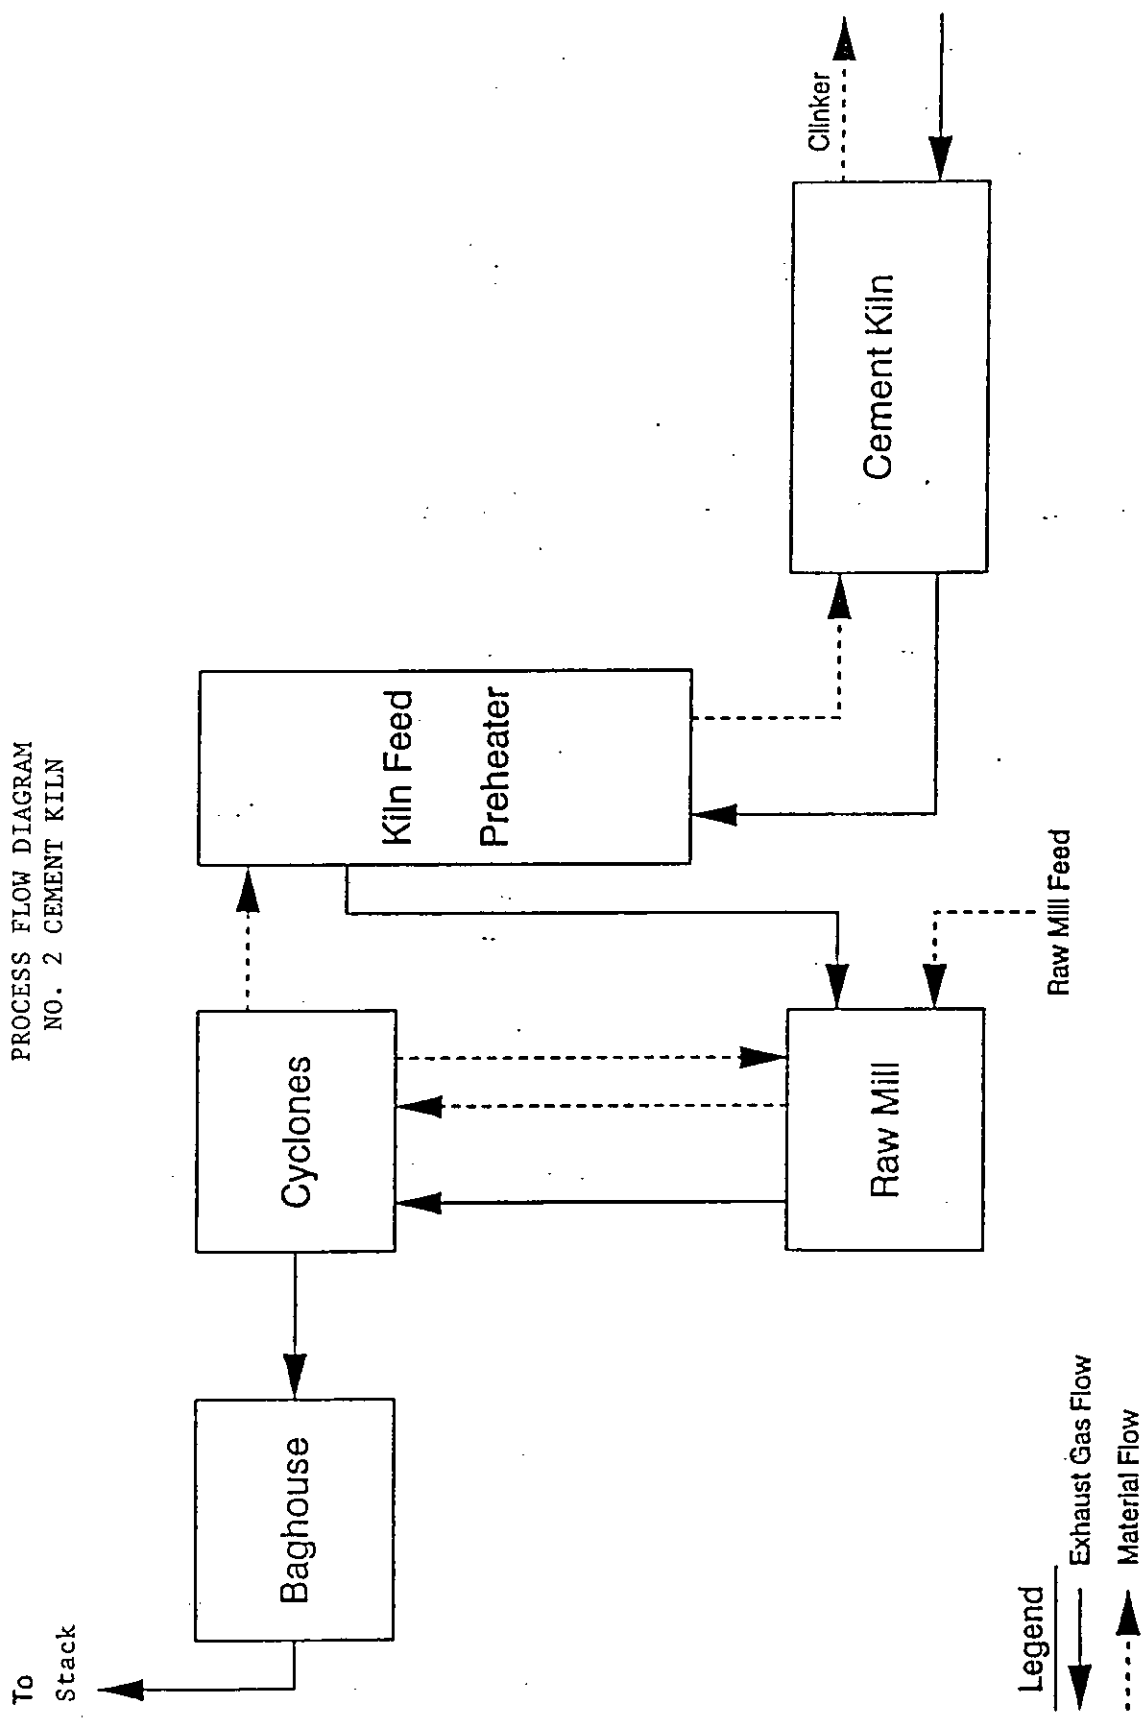 PROCESS FLOW DIAGRAM
NO. 2 CEMENT KILN
To
Stack
Baghouse
Cyclones
Kiln Feed
Preheater
Raw Mill
Raw Mill Feed
Cement Kiln
Clinker
Legend
Exhaust Gas Flow
Material Flow